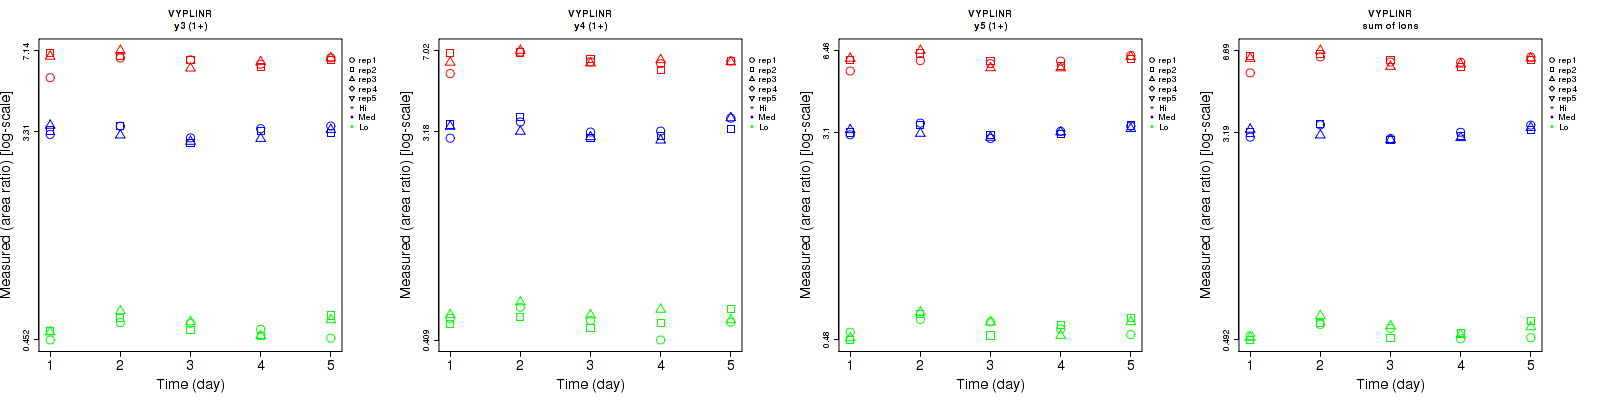 VYPLINR
y3 (1+)
Measured (area ratio) [log-scale]
7.14
3.31
0.452
1 2 3 4 5
Time (day)
rep1
rep2
rep3
rep4
rep5
Hi
Med
Lo
VYPLINR
y4 (1+)
Measured (area ratio) [log-scale]
7.02
3.18
0.409
1 2 3 4 5
Time (day)
rep1
rep2
rep3
rep4
rep5
Hi
Med
Lo
VYPLINR
y5 (1+)
Measured (area ratio) [log-scale]
6.46
3.1
0.48
1 2 3 4 5
Time (day)
rep1
rep2
rep3
rep4
rep5
Hi
Med
Lo
VYPLINR
sum of ions
Measured (area ratio) [log-scale]
6.69
3.19
0.492
1 2 3 4 5
Time (day)
rep1
rep2
rep3
rep4
rep5
Hi
Med
Lo